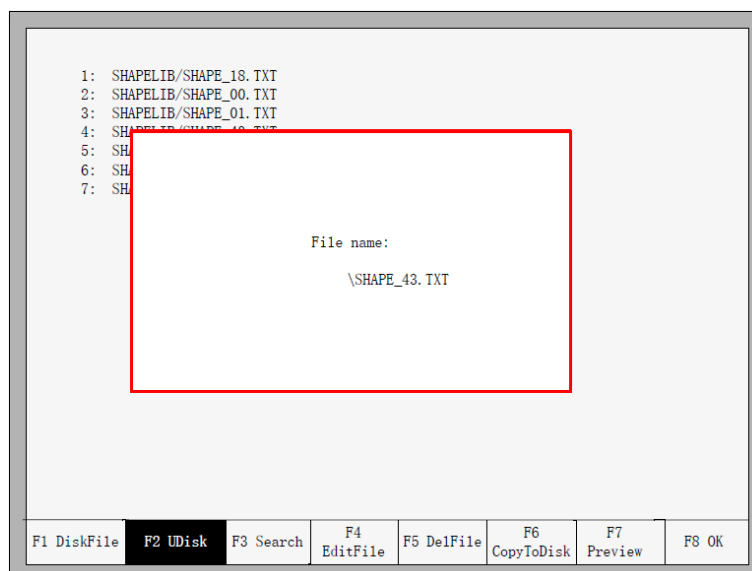 1: SHAPELIB/SHAPE_18.TXT
2: SHAPELIB/SHAPE_00.TXT
3: SHAPELIB/SHAPE_01.TXT
4:
5:
6:
7:
File name:
\SHAPE_43.TXT
F1 DiskFile
F2 UDisk
F3 Search
F4 EditFile
F5 DelFile
F6 CopyToDisk
F7 Preview
F8 OK